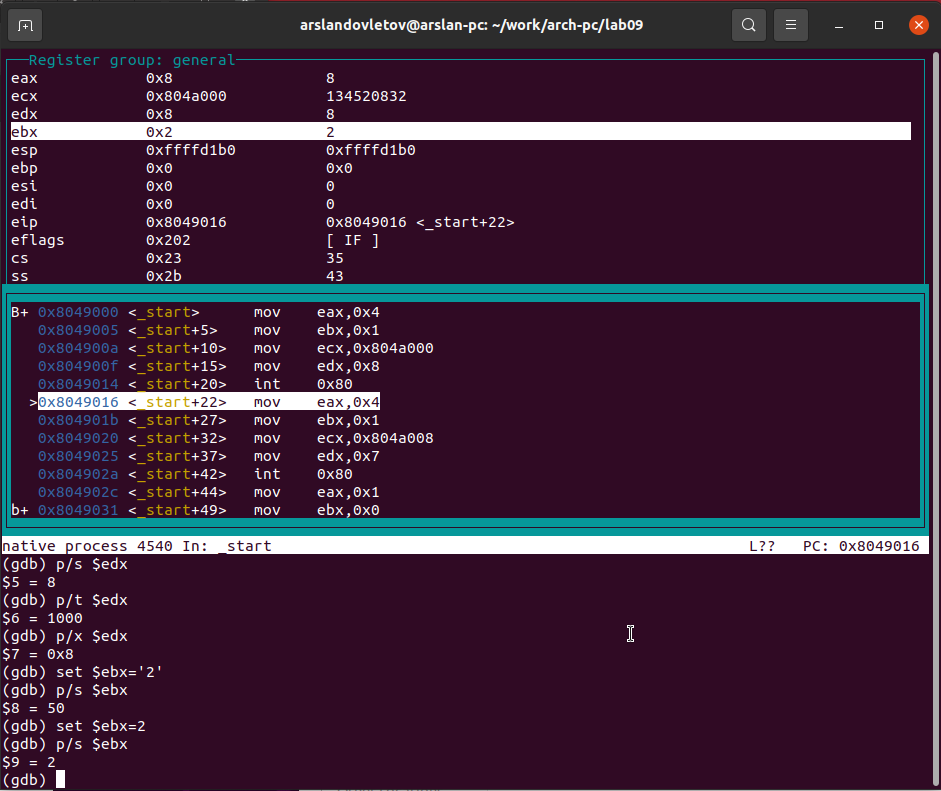 arslandovletov@arslan-pc: ~/work/arch-pc/lab09
Register group: general
eax 0x8 8
ecx 0x804a000 134520832
edx 0x8 8
ebx 0x2 2
esp 0xffffd1b0 0xffffd1b0
ebp 0x0 0x0
esi 0x0 0
edi 0x0 0
eip 0x8049016 0x8049016 <_start+22>
eflags 0x202 [ IF ]
cs 0x23 35
ss 0x2b 43
B+ 0x8049000 <_start> mov eax,0x4
0x8049005 <_start+5> mov ebx,0x1
0x804900a <_start+10> mov ecx,0x804a000
0x804900f <_start+15> mov edx,0x8
0x8049014 <_start+20> int 0x80
>0x8049016 <_start+22> mov eax,0x4
0x804901b <_start+27> mov ebx,0x1
0x8049020 <_start+32> mov ecx,0x804a008
0x8049025 <_start+37> mov edx,0x7
0x804902a <_start+42> int 0x80
0x804902c <_start+44> mov eax,0x1
b+ 0x8049031 <_start+49> mov ebx,0x0
native process 4540 In: _start L?? PC: 0x8049016
(gdb) p/s $edx
$5 = 8
(gdb) p/t $edx
$6 = 1000
(gdb) p/x $edx
$7 = 0x8
(gdb) set $ebx='2'
(gdb) p/s $ebx
$8 = 50
(gdb) set $ebx=2
(gdb) p/s $ebx
$9 = 2
(gdb)